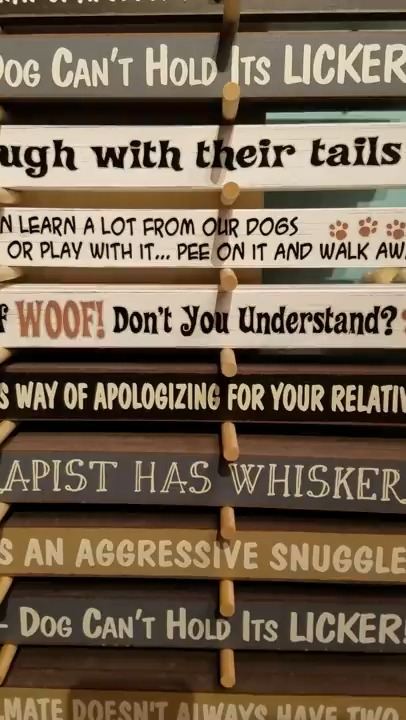 DOG CAN'T HOLD ITS LICKER
ugh with their tails
N LEARN A LOT FROM OUR DOGS
OR PLAY WITH IT... PEE ON IT AND WALK AW
F WOOF! Don't You Understand?
S WAY OF APOLOGIZING FOR YOUR RELATIV
APIST HAS WHISKER
S AN AGGRESSIVE SNUGGLE
- DOG CAN'T HOLD ITS LICKER!
LMATE DOESN'T ALWAYS HAVE TWO